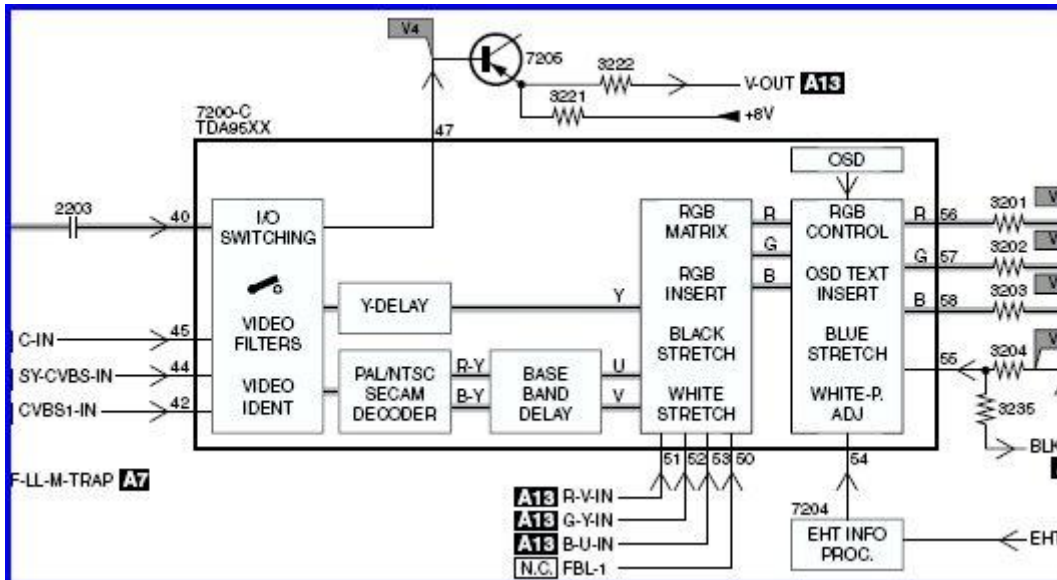 V4
7205
3222
V-OUT A13
3221
+8V
7200-C
TDA95XX
47
OSD
2203
40
I/O
SWITCHING
VIDEO
FILTERS
VIDEO
IDENT
Y-DELAY
Y
PAL/NTSC
SECAM
DECODER
R-Y
B-Y
BASE
BAND
DELAY
U
V
RGB
MATRIX
RGB
INSERT
BLACK
STRETCH
WHITE
STRETCH
R
G
B
RGB
CONTROL
OSD TEXT
INSERT
BLUE
STRETCH
WHITE-P.
ADJ
R 56
3201
V
G 57
3202
V
B 58
3203
V
55
3204
V
3235
BLK
C-IN
45
SY-CVBS-IN
44
CVBS1-IN
42
F-LL-M-TRAP A7
51 52 53 50
54
A13 R-V-IN
A13 G-Y-IN
A13 B-U-IN
N.C. FBL-1
7204
EHT INFO
PROC.
EHT